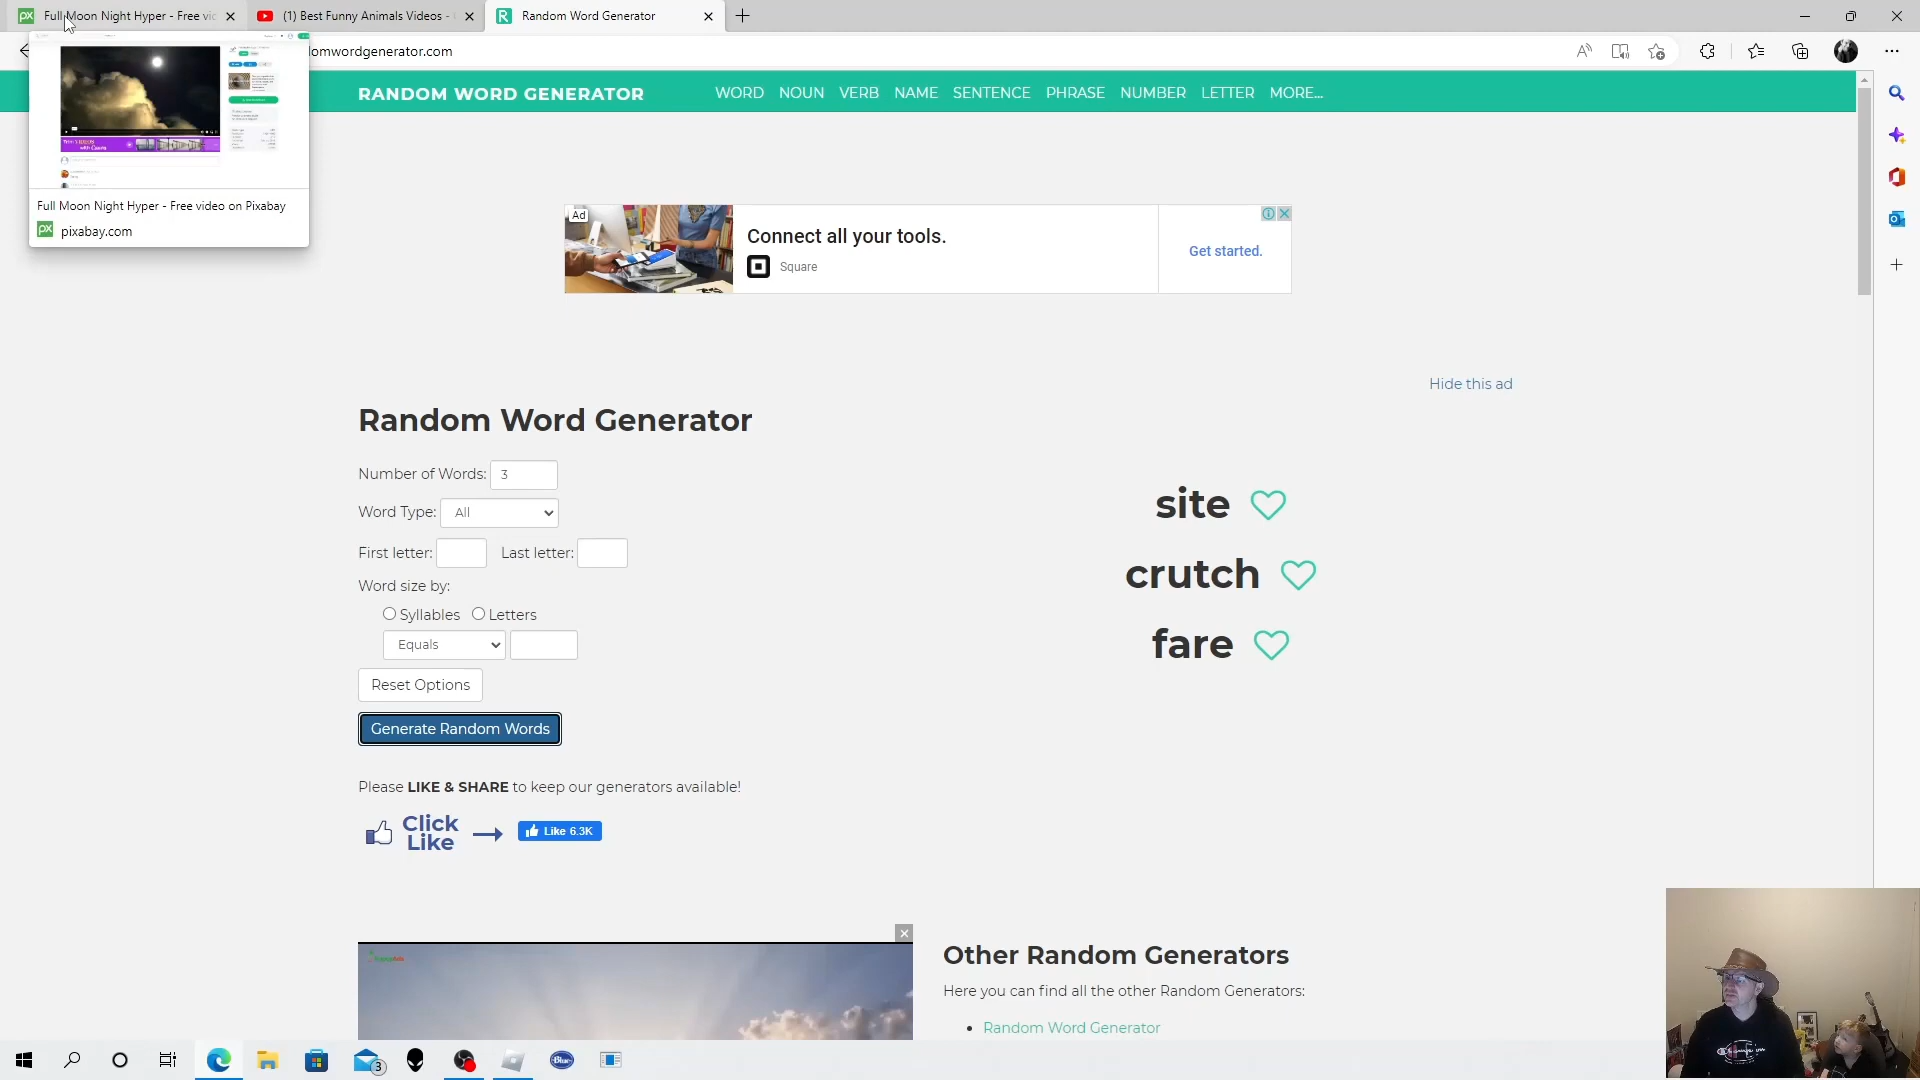 Full Moon Night Hyper - Free vid
(1) Best Funny Animals Videos -
Random Word Generator
omwordgenerator.com
Full Moon Night Hyper - Free video on Pixabay
pixabay.com
RANDOM WORD GENERATOR
WORD NOUN VERB NAME SENTENCE PHRASE NUMBER LETTER MORE...
Ad
Connect all your tools.
Square
Get started.
Hide this ad
Random Word Generator
Number of Words: 3
Word Type: All
First letter: Last letter:
Word size by:
Syllables Letters
Equals
Reset Options
Generate Random Words
site
crutch
fare
Please LIKE & SHARE to keep our generators available!
Click
Like
Like 6.3K
Other Random Generators
Here you can find all the other Random Generators:
Random Word Generator
3
Blue